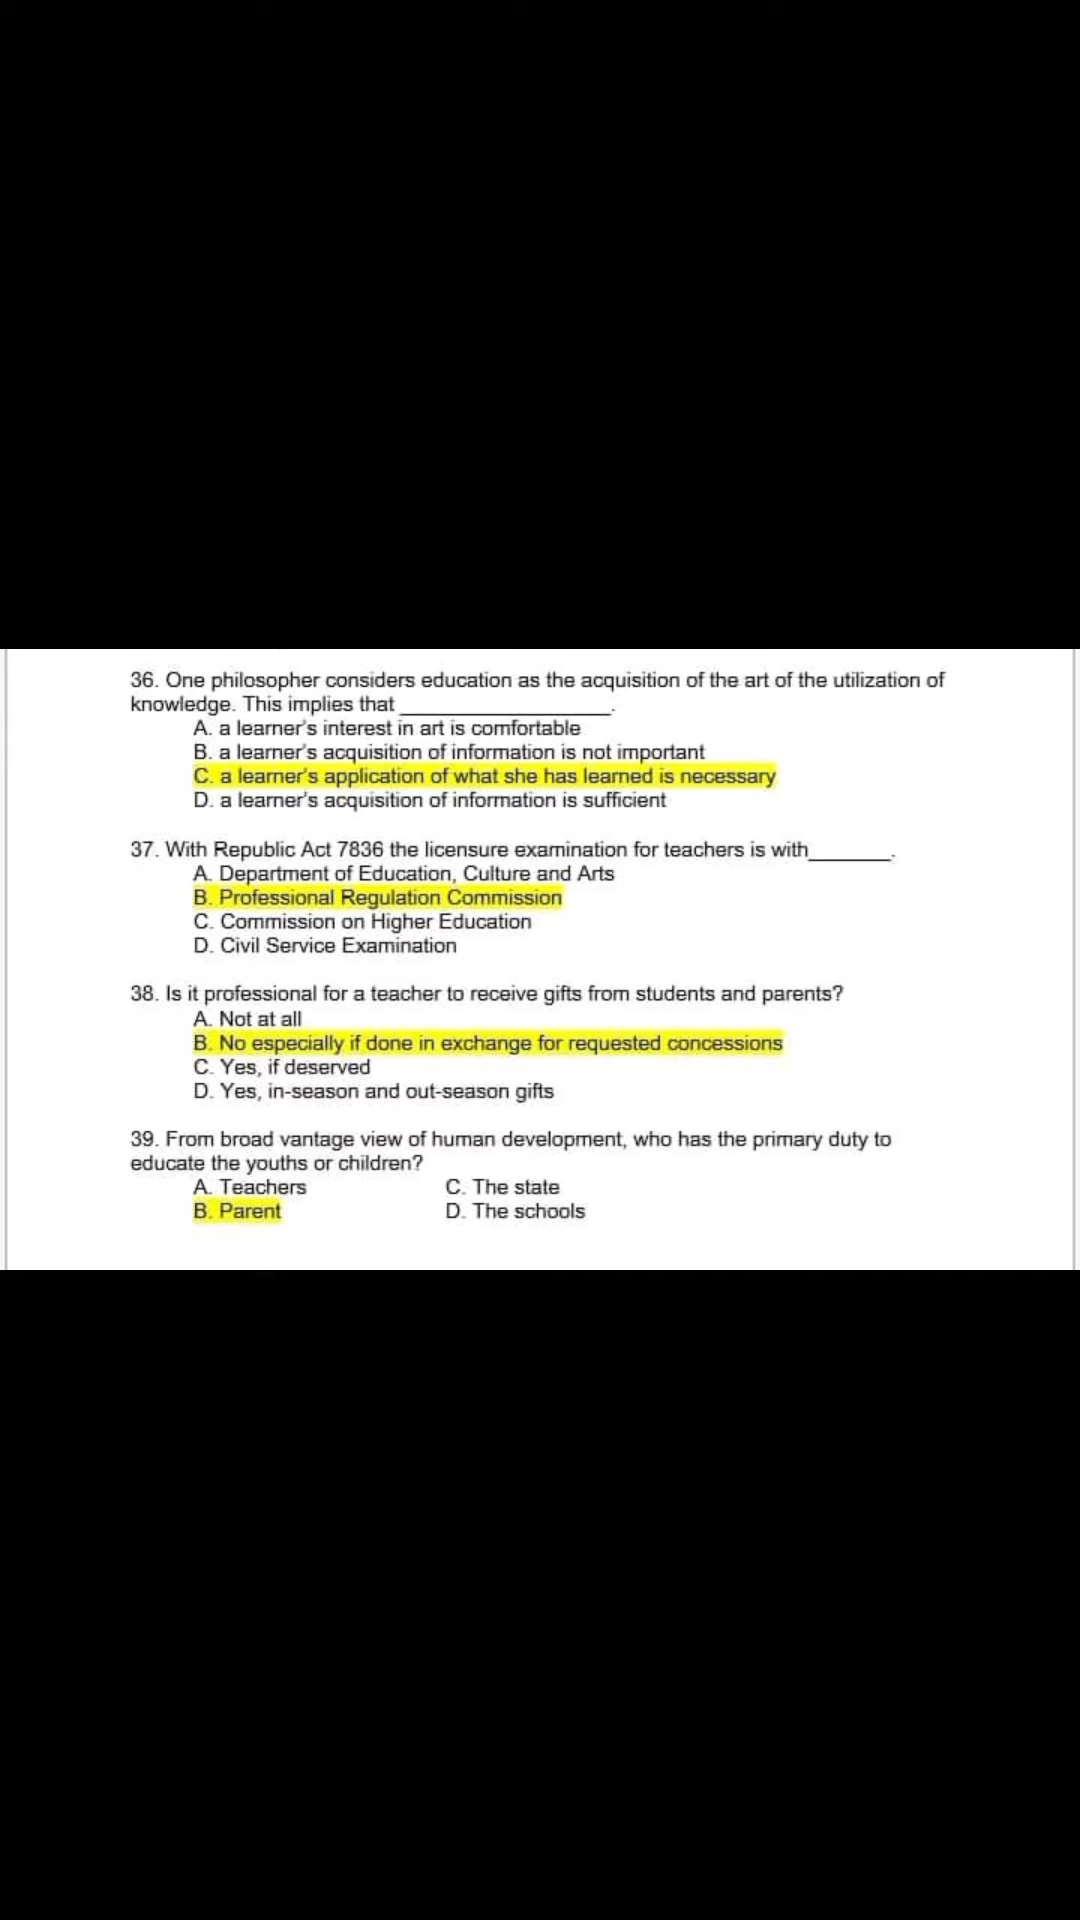 36. One philosopher considers education as the acquisition of the art of the utilization of
knowledge. This implies that ____________________.
A. a learner's interest in art is comfortable
B. a learner's acquisition of information is not important
C. a learner's application of what she has learned is necessary
D. a learner's acquisition of information is sufficient
37. With Republic Act 7836 the licensure examination for teachers is with________.
A. Department of Education, Culture and Arts
B. Professional Regulation Commission
C. Commission on Higher Education
D. Civil Service Examination
38. Is it professional for a teacher to receive gifts from students and parents?
A. Not at all
B. No especially if done in exchange for requested concessions
C. Yes, if deserved
D. Yes, in-season and out-season gifts
39. From broad vantage view of human development, who has the primary duty to
educate the youths or children?
A. Teachers C. The state
B. Parent D. The schools